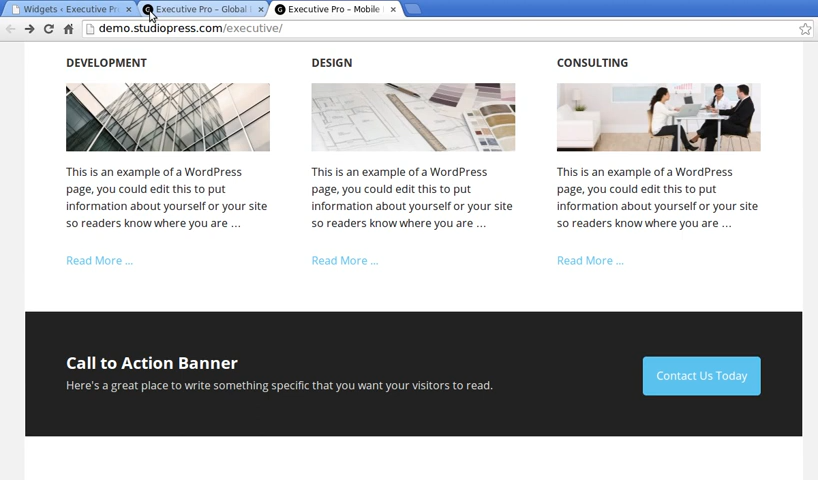 Widgets ‹ Executive Pr
Executive Pro – Global
Executive Pro – Mobile
demo.studiopress.com/executive/
DEVELOPMENT
This is an example of a WordPress
page, you could edit this to put
information about yourself or your site
so readers know where you are …
Read More ...
DESIGN
This is an example of a WordPress
page, you could edit this to put
information about yourself or your site
so readers know where you are …
Read More ...
CONSULTING
This is an example of a WordPress
page, you could edit this to put
information about yourself or your site
so readers know where you are …
Read More ...
Call to Action Banner
Here's a great place to write something specific that you want your visitors to read.
Contact Us Today